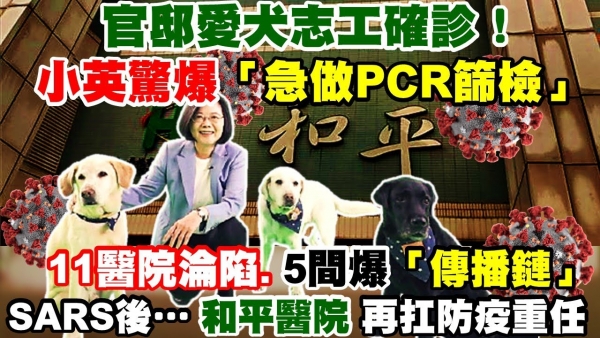 官邸愛犬志工確診！
小英驚爆「急做PCR篩檢」
和平
11醫院淪陷. 5間爆「傳播鏈」
SARS後… 和平醫院 再扛防疫重任